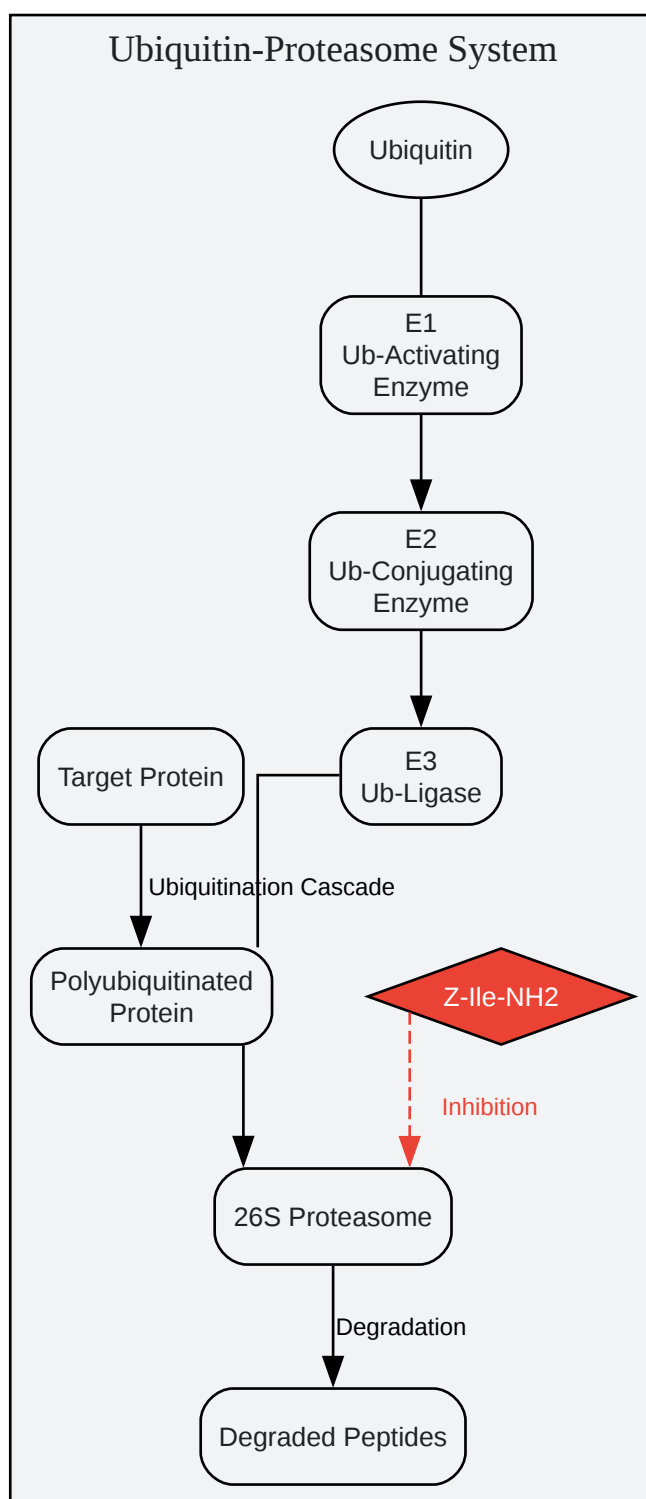 Ubiquitin-Proteasome System
Ubiquitin
E1
Ub-Activating
Enzyme
E2
Ub-Conjugating
Enzyme
Target Protein
E3
Ub-Ligase
Ubiquitination Cascade
Polyubiquitinated
Protein
Z-Ile-NH2
Inhibition
26S Proteasome
Degradation
Degraded Peptides